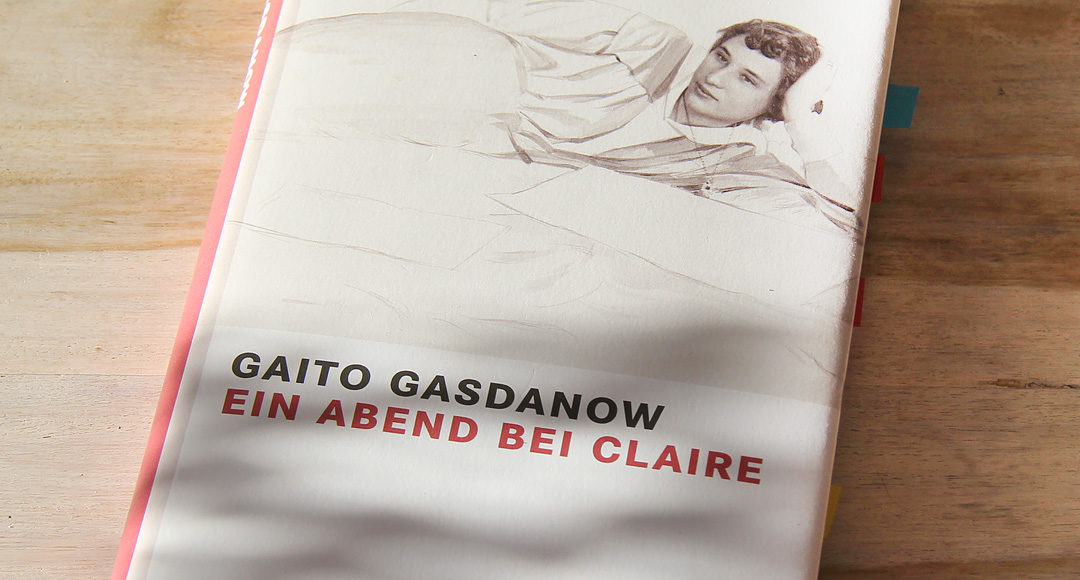 GAITO GASDANOW
EIN ABEND BEI CLAIRE